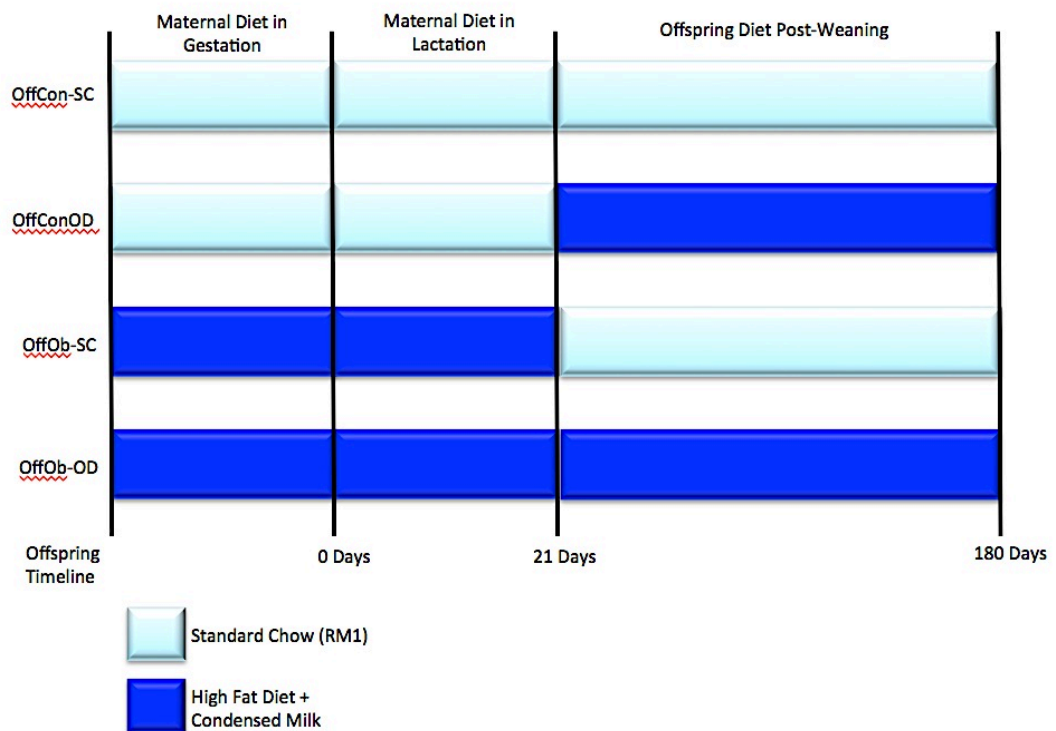 Maternal Diet in
Gestation
Maternal Diet in
Lactation
Offspring Diet Post-Weaning
OffCon-SC
OffConOD
OffOb-SC
OffOb-OD
Offspring
Timeline
0 Days
21 Days
180 Days
Standard Chow (RM1)
High Fat Diet +
Condensed Milk